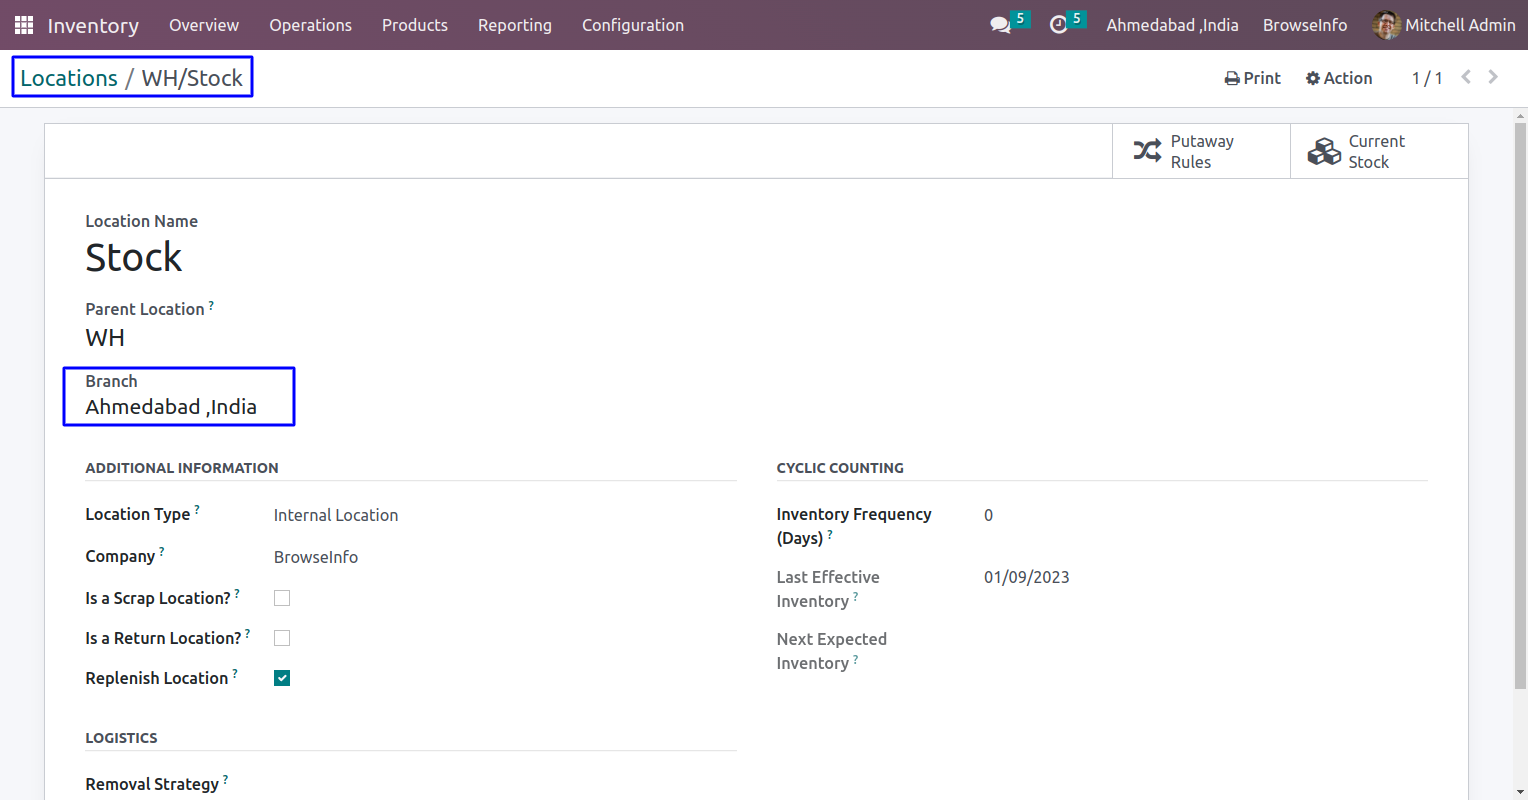 Inventory Overview Operations Products Reporting Configuration 5 5 Ahmedabad ,India BrowseInfo Mitchell Admin
Locations / WH/Stock Print Action 1 / 1
Putaway Rules
Current Stock
Location Name
Stock
Parent Location ?
WH
Branch
Ahmedabad ,India
ADDITIONAL INFORMATION
Location Type ? Internal Location
Company ? BrowseInfo
Is a Scrap Location? ?
Is a Return Location? ?
Replenish Location ?
CYCLIC COUNTING
Inventory Frequency 0
(Days) ?
Last Effective 01/09/2023
Inventory ?
Next Expected
Inventory ?
LOGISTICS
Removal Strategy ?